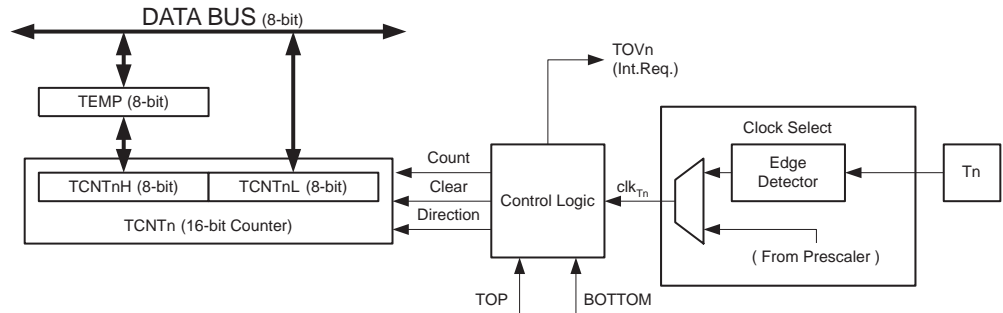 DATA BUS (8-bit)
TOVn
(Int.Req.)
TEMP (8-bit)
Clock Select
Count
Edge
Detector
Tn
TCNTnH (8-bit)
TCNTnL (8-bit)
Clear
Control Logic
clkTn
TCNTn (16-bit Counter)
Direction
( From Prescaler )
TOP
BOTTOM